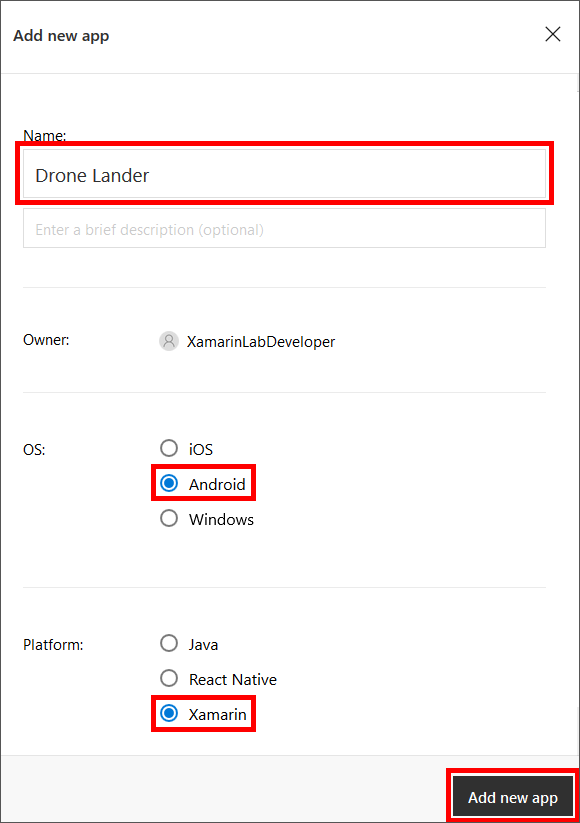 Add new app
Name:
Drone Lander
Enter a brief description (optional)
Owner:
XamarinLabDeveloper
OS:
iOS
Android
Windows
Platform:
Java
React Native
Xamarin
Add new app